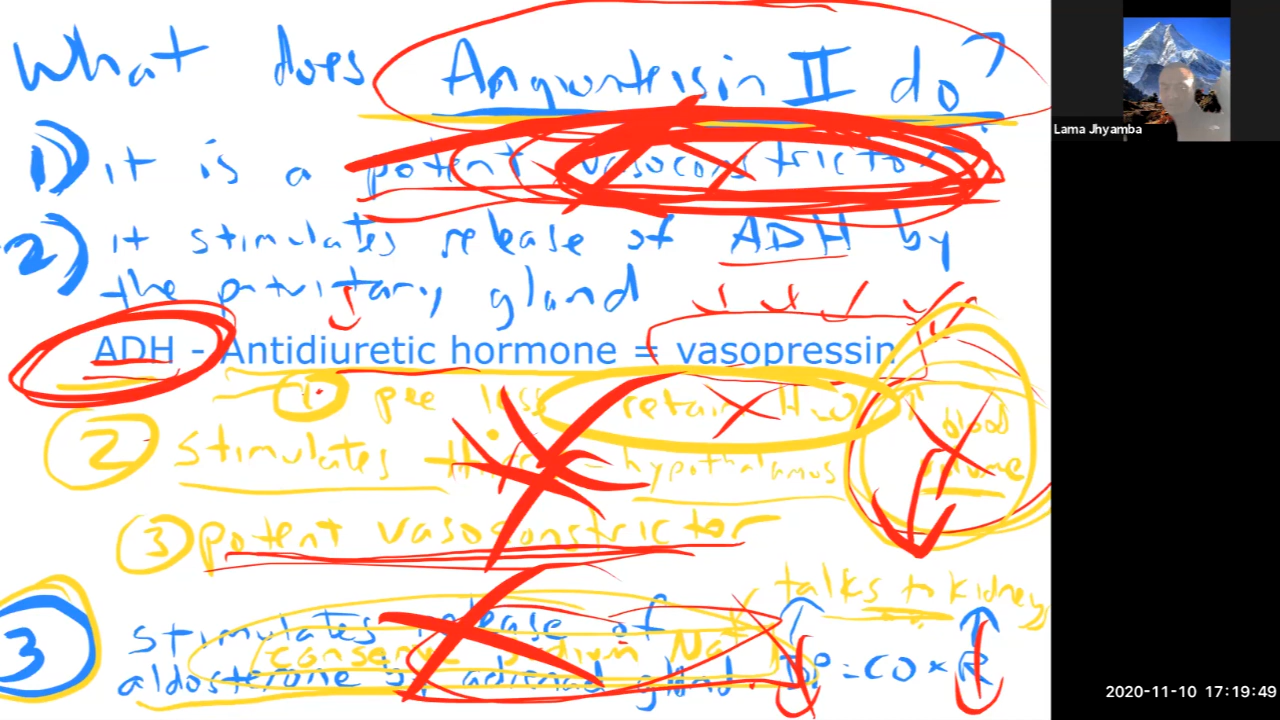 What does Angiontensin II do?
1) it is a potent vasoconstrictor
2) it stimulates release of ADH by
the pituitary gland
ADH - Antidiuretic hormone = vasopressin
1. pee less retain H2O ↑ blood
volume
2 stimulates thirst - hypothalamus
3 potent vasoconstrictor
talks to kidneys
3 stimulates release of
conserve sodium Na+
aldosterone by adrenal gland.
BP = CO × R
Lama Jhyamba
2020-11-10 17:19:49